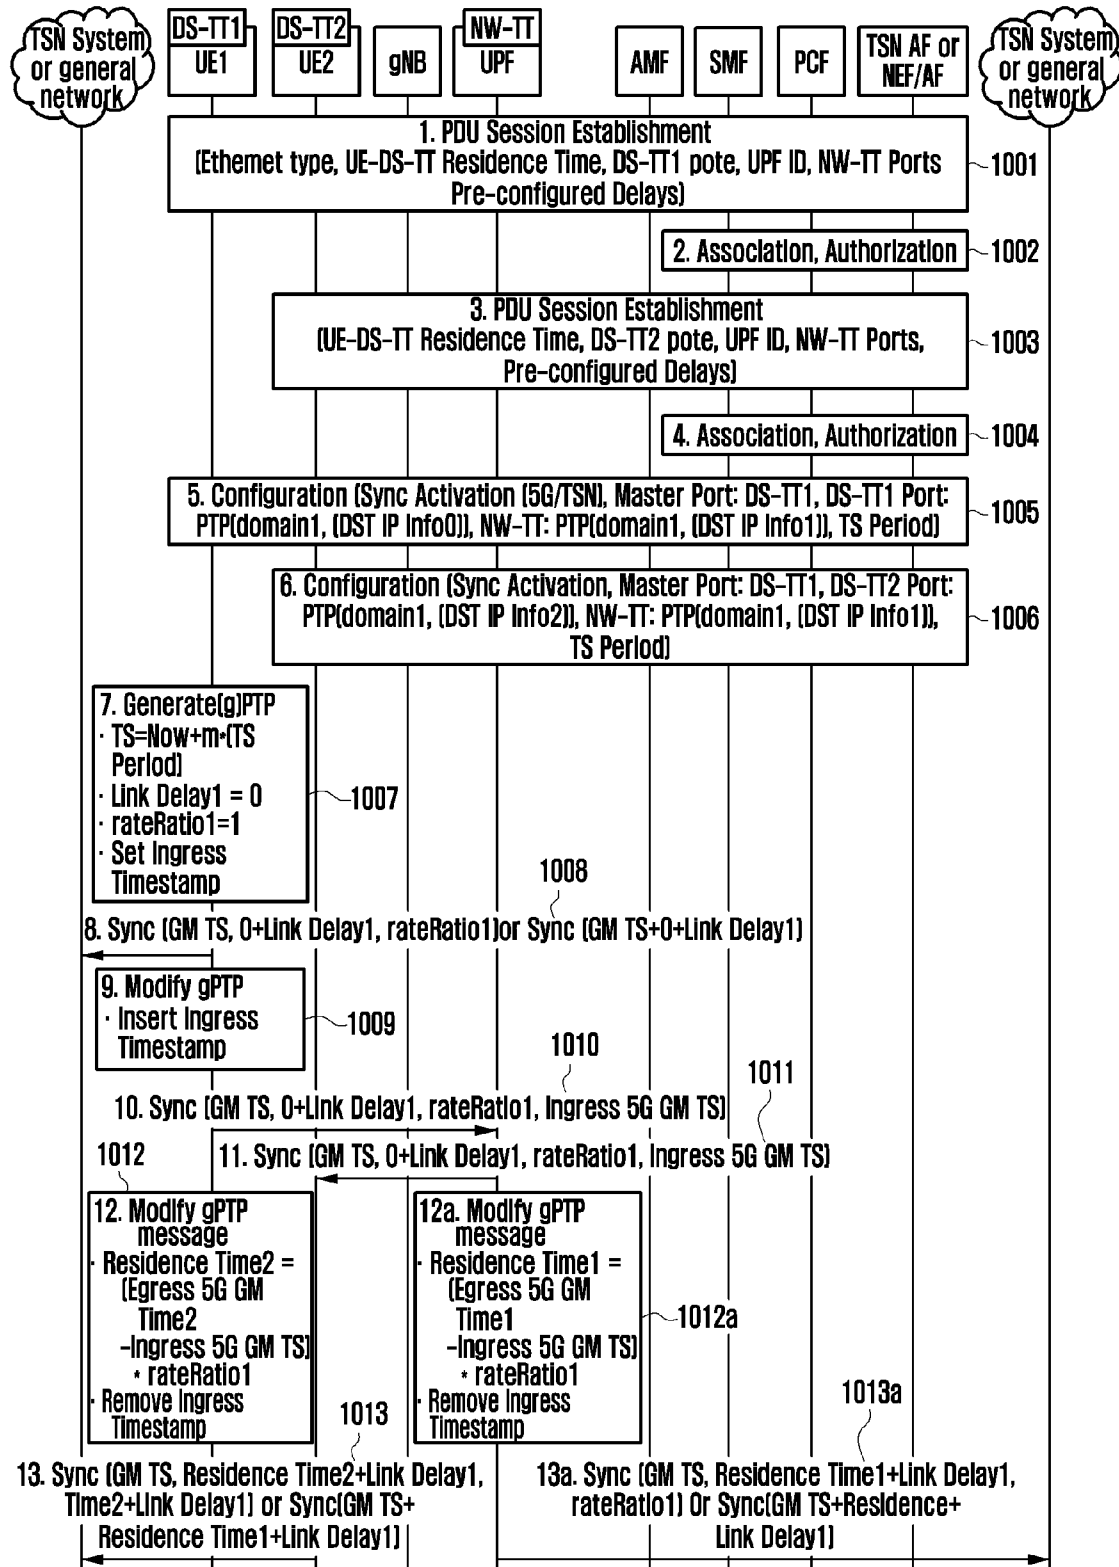 TSN System
or general
network
DS-TT1
UE1
DS-TT2
UE2
gNB
NW-TT
UPF
AMF
SMF
PCF
TSN AF or
NEF/AF
TSN System
or general
network
1. PDU Session Establishment
(Ethemet type, UE-DS-TT Residence Time, DS-TT1 pote, UPF ID, NW-TT Ports
Pre-configured Delays)
1001
2. Association, Authorization
1002
3. PDU Session Establishment
(UE-DS-TT Residence Time, DS-TT2 pote, UPF ID, NW-TT Ports,
Pre-configured Delays)
1003
4. Association, Authorization
1004
5. Configuration (Sync Activation (5G/TSN), Master Port: DS-TT1, DS-TT1 Port:
PTP(domain1, (DST IP Info0)), NW-TT: PTP(domain1, (DST IP Info1)), TS Period)
1005
6. Configuration (Sync Activation, Master Port: DS-TT1, DS-TT2 Port:
PTP(domain1, (DST IP Info2)), NW-TT: PTP(domain1, (DST IP Info1)),
TS Period)
1006
7. Generate(g)PTP
· TS=Now+m*(TS
Period)
· Link Delay1 = 0
· rateRatio1=1
· Set Ingress
Timestamp
1007
1008
8. Sync (GM TS, 0+Link Delay1, rateRatio1)or Sync (GM TS+0+Link Delay1)
9. Modify gPTP
· Insert Ingress
Timestamp
1009
1010
10. Sync (GM TS, 0+Link Delay1, rateRatio1, Ingress 5G GM TS)
1011
11. Sync (GM TS, 0+Link Delay1, rateRatio1, Ingress 5G GM TS)
1012
12. Modify gPTP
message
· Residence Time2 =
(Egress 5G GM
Time2
-Ingress 5G GM TS)
* rateRatio1
· Remove Ingress
Timestamp
12a. Modify gPTP
message
· Residence Time1 =
(Egress 5G GM
Time1
-Ingress 5G GM TS)
* rateRatio1
· Remove Ingress
Timestamp
1012a
1013
13. Sync (GM TS, Residence Time2+Link Delay1,
Time2+Link Delay1) or Sync(GM TS+
Residence Time1+Link Delay1)
1013a
13a. Sync (GM TS, Residence Time1+Link Delay1,
rateRatio1) Or Sync(GM TS+Residence+
Link Delay1)